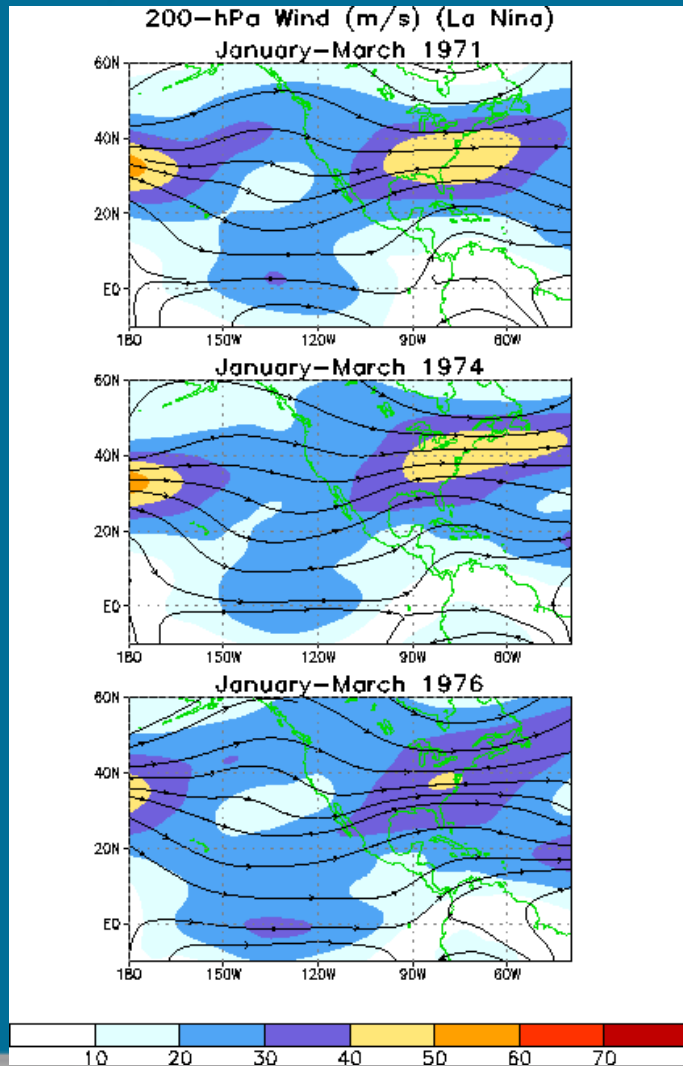 200-hPa Wind (m/s) (La Nina)
January-March 1971
60N
40N
20N
EQ
180 150W 120W 90W 60W
January-March 1974
60N
40N
20N
EQ
180 150W 120W 90W 60W
January-March 1976
60N
40N
20N
EQ
180 150W 120W 90W 60W
10 20 30 40 50 60 70